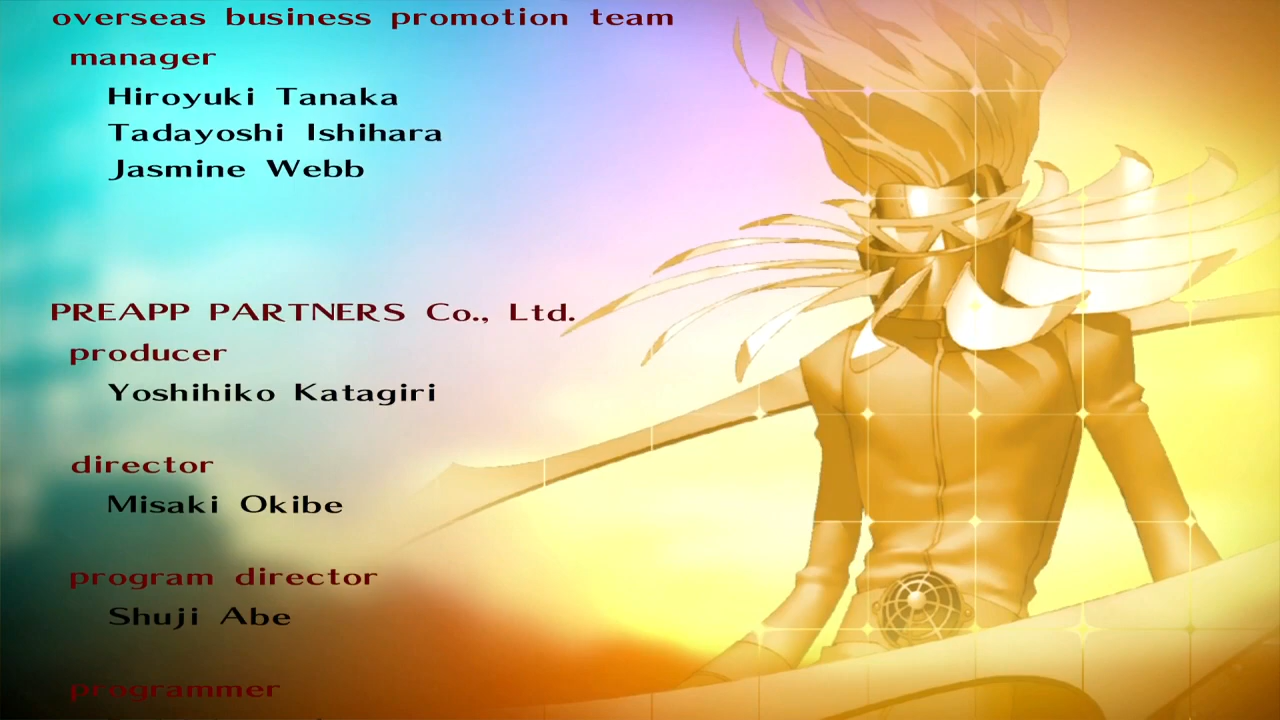 overseas business promotion team
manager
Hiroyuki Tanaka
Tadayoshi Ishihara
Jasmine Webb
PREAPP PARTNERS Co., Ltd.
producer
Yoshihiko Katagiri
director
Misaki Okibe
program director
Shuji Abe
programmer